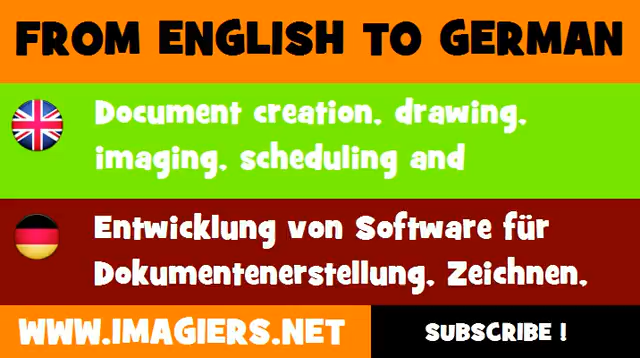 FROM ENGLISH TO GERMAN
Document creation, drawing,
imaging, scheduling and
Entwicklung von Software für
Dokumentenerstellung, Zeichnen,
WWW.IMAGIERS.NET
SUBSCRIBE !